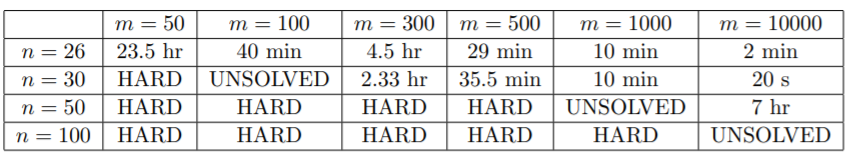 m = 50 m = 100 m = 300 m = 500 m = 1000 m = 10000
n = 26 23.5 hr 40 min 4.5 hr 29 min 10 min 2 min
n = 30 HARD UNSOLVED 2.33 hr 35.5 min 10 min 20 s
n = 50 HARD HARD HARD HARD UNSOLVED 7 hr
n = 100 HARD HARD HARD HARD HARD UNSOLVED